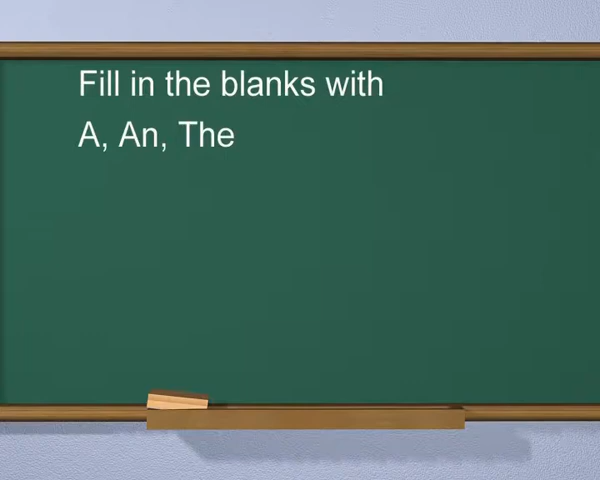 Fill in the blanks with
A, An, The